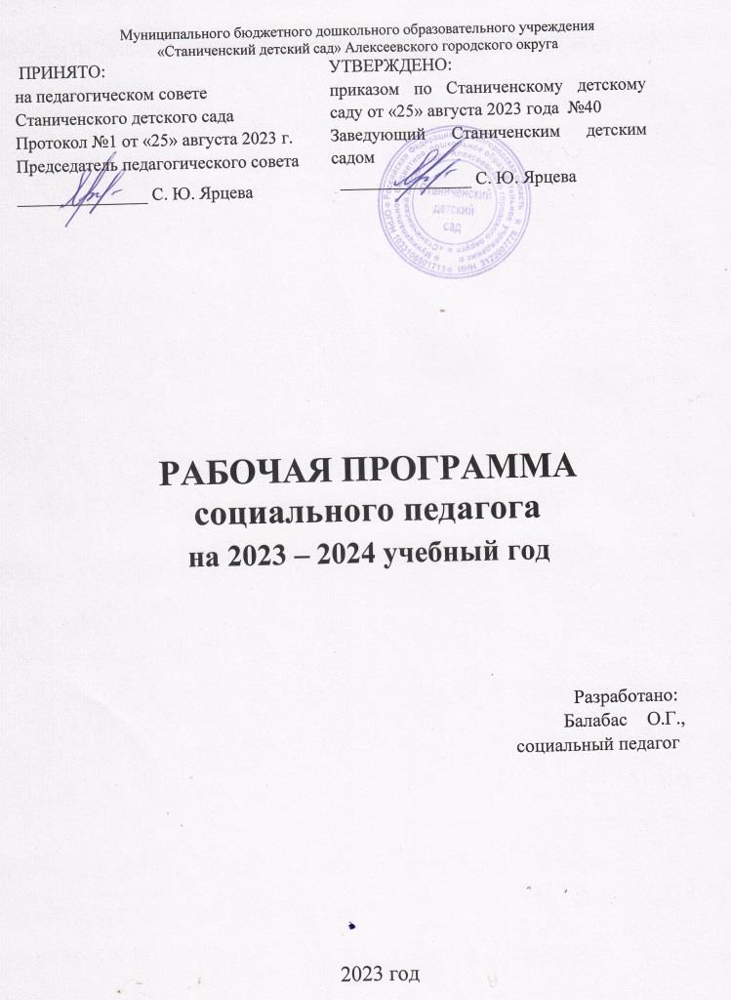 Муниципального бюджетного дошкольного образовательного учреждения
«Станиченский детский сад» Алексеевского городского округа
ПРИНЯТО:
на педагогическом совете
Станиченского детского сада
Протокол №1 от «25» августа 2023 г.
Председатель педагогического совета
_______________ С. Ю. Ярцева
УТВЕРЖДЕНО:
приказом по Станиченскому детскому
саду от «25» августа 2023 года №40
Заведующий Станиченским детским
садом
_______________ С. Ю. Ярцева
Станиченский
детский
сад
РАБОЧАЯ ПРОГРАММА
социального педагога
на 2023 – 2024 учебный год
Разработано:
Балабас О.Г.,
социальный педагог
2023 год